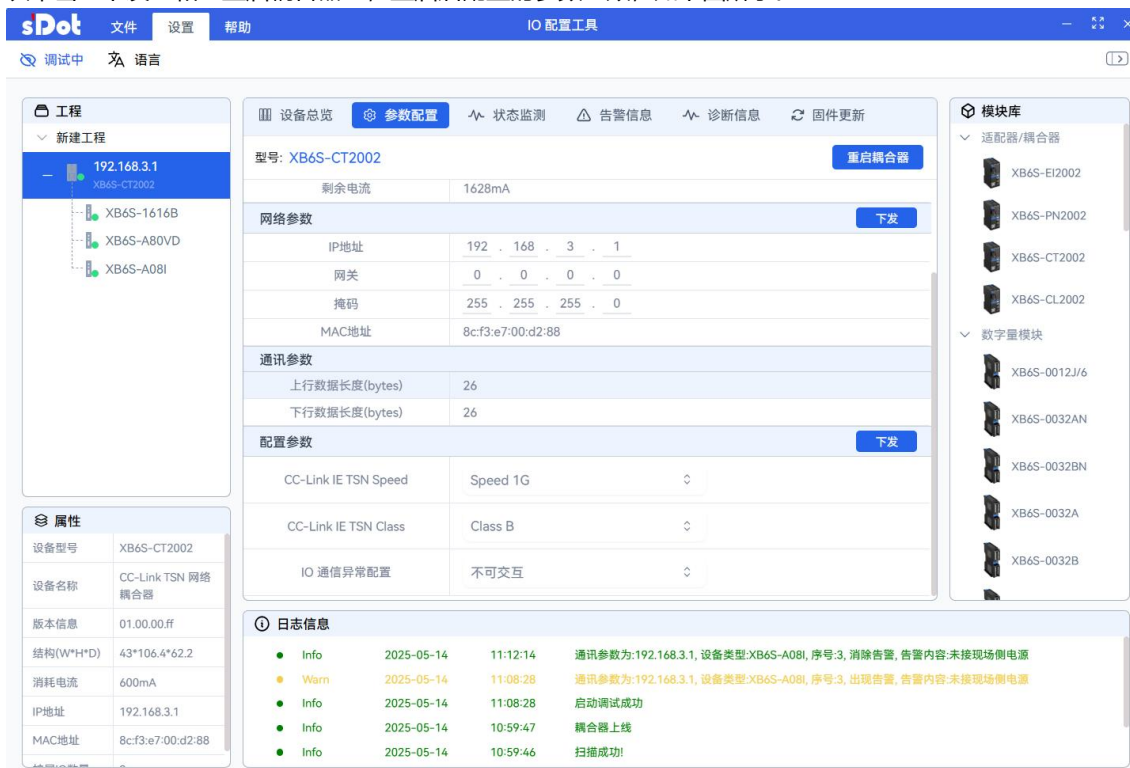 sDot 文件 设置 帮助 IO 配置工具
调试中 语言
工程
新建工程
192.168.3.1
XB6S-CT2002
XB6S-1616B
XB6S-A80VD
XB6S-A08I
属性
设备型号 XB6S-CT2002
设备名称 CC-Link TSN 网络
耦合器
版本信息 01.00.00.ff
结构(W*H*D) 43*106.4*62.2
消耗电流 600mA
IP地址 192.168.3.1
MAC地址 8c:f3:e7:00:d2:88
设备总览 参数配置 状态监测 告警信息 诊断信息 固件更新
型号: XB6S-CT2002 重启耦合器
剩余电流 1628mA
网络参数 下发
IP地址 192 . 168 . 3 . 1
网关 0 . 0 . 0 . 0
掩码 255 . 255 . 255 . 0
MAC地址 8c:f3:e7:00:d2:88
通讯参数
上行数据长度(bytes) 26
下行数据长度(bytes) 26
配置参数 下发
CC-Link IE TSN Speed Speed 1G
CC-Link IE TSN Class Class B
IO 通信异常配置 不可交互
日志信息
Info 2025-05-14 11:12:14 通讯参数为:192.168.3.1, 设备类型:XB6S-A08I, 序号:3, 消除告警, 告警内容:未接现场侧电源
Warn 2025-05-14 11:08:28 通讯参数为:192.168.3.1, 设备类型:XB6S-A08I, 序号:3, 出现告警, 告警内容:未接现场侧电源
Info 2025-05-14 11:08:28 启动调试成功
Info 2025-05-14 10:59:47 耦合器上线
Info 2025-05-14 10:59:46 扫描成功!
模块库
适配器/耦合器
XB6S-EI2002
XB6S-PN2002
XB6S-CT2002
XB6S-CL2002
数字量模块
XB6S-0012J/6
XB6S-0032AN
XB6S-0032BN
XB6S-0032A
XB6S-0032B